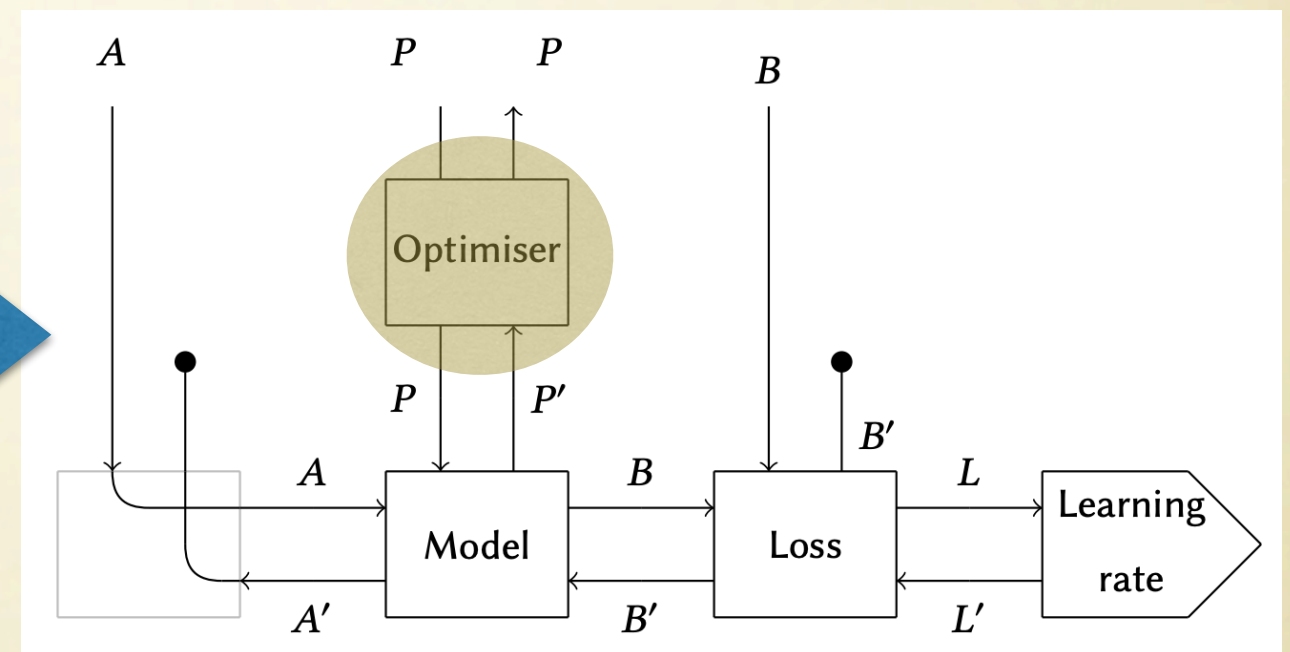 A
P
P
B
Optimiser
P
P′
B′
A
B
L
Learning
rate
Model
Loss
A′
B′
L′